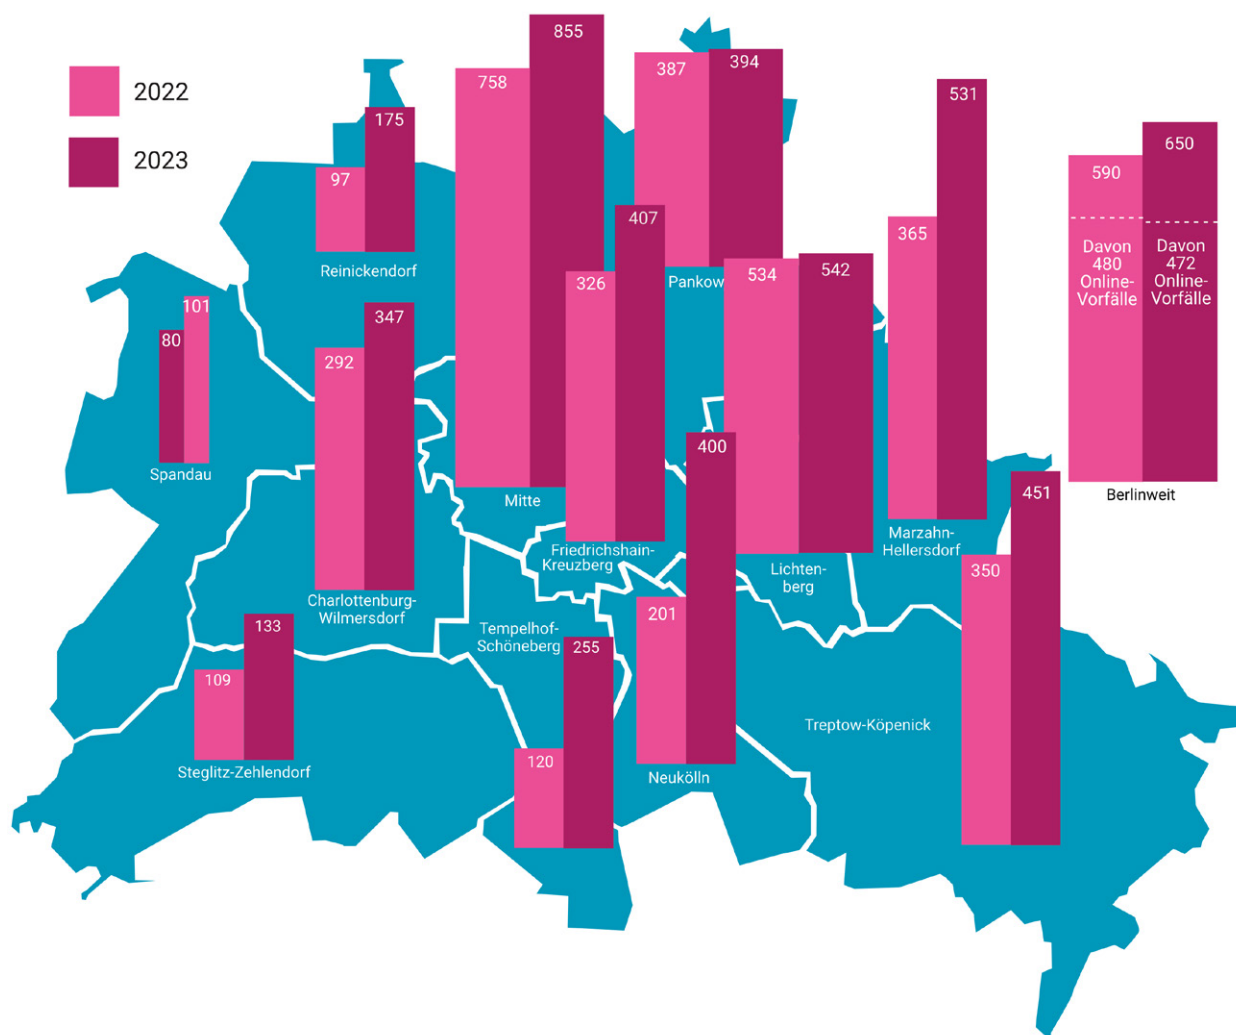 2022
2023
97
175
Reinickendorf
758
855
Mitte
387
394
Pankow
365
531
Marzahn-
Hellersdorf
590
650
Davon
480
Online-
Vorfälle
Davon
472
Online-
Vorfälle
Berlinweit
80
101
Spandau
292
347
Charlottenburg-
Wilmersdorf
326
407
Friedrichshain-
Kreuzberg
534
542
Lichten-
berg
109
133
Steglitz-Zehlendorf
Tempelhof-
Schöneberg
120
255
201
400
Neukölln
Treptow-Köpenick
350
451